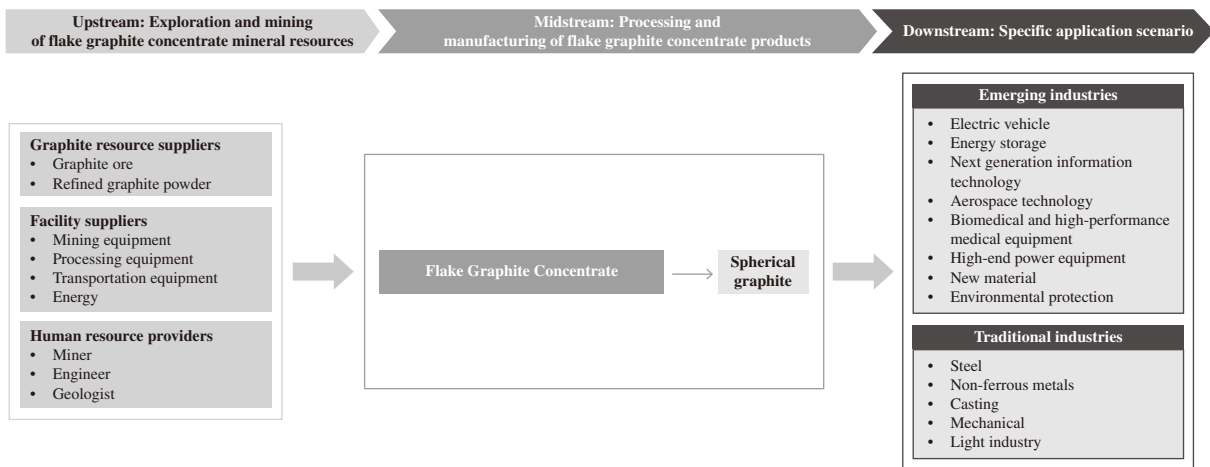 Upstream: Exploration and mining
of flake graphite concentrate mineral resources
Midstream: Processing and
manufacturing of flake graphite concentrate products
Downstream: Specific application scenario
Graphite resource suppliers
• Graphite ore
• Refined graphite powder
Facility suppliers
• Mining equipment
• Processing equipment
• Transportation equipment
• Energy
Human resource providers
• Miner
• Engineer
• Geologist
Flake Graphite Concentrate
Spherical
graphite
Emerging industries
• Electric vehicle
• Energy storage
• Next generation information
technology
• Aerospace technology
• Biomedical and high-performance
medical equipment
• High-end power equipment
• New material
• Environmental protection
Traditional industries
• Steel
• Non-ferrous metals
• Casting
• Mechanical
• Light industry